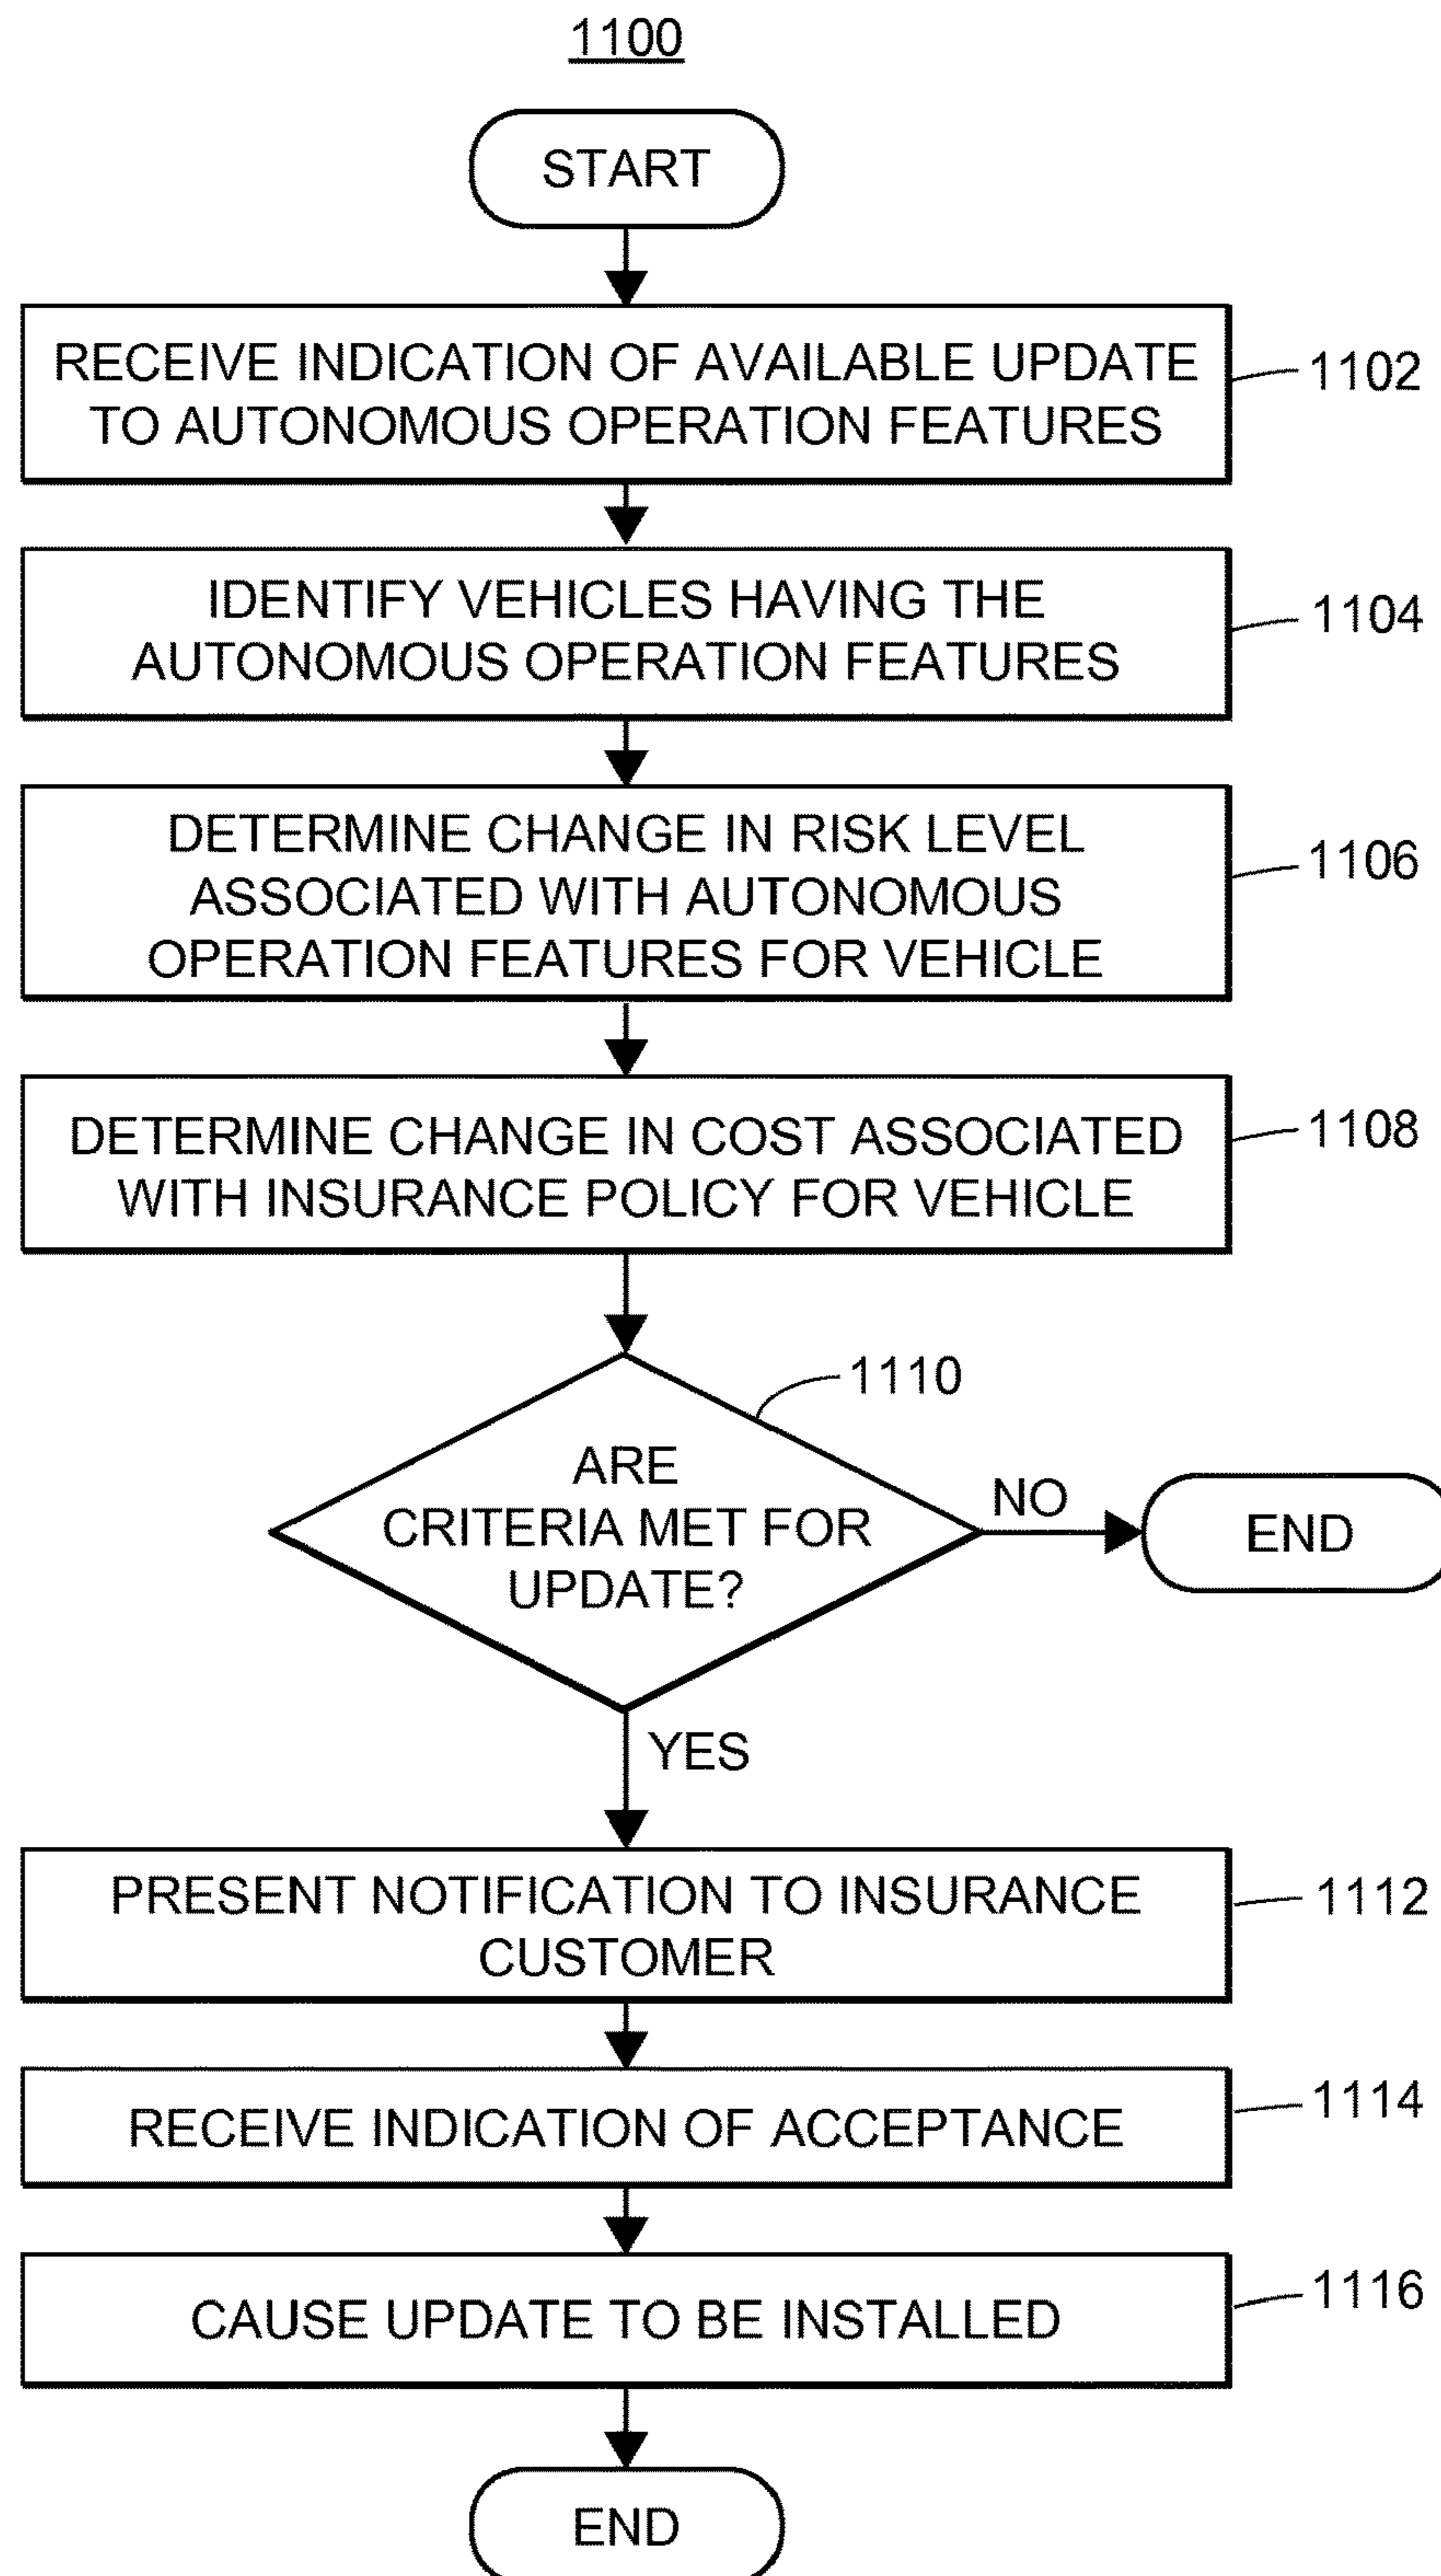 1100
START
RECEIVE INDICATION OF AVAILABLE UPDATE
TO AUTONOMOUS OPERATION FEATURES
1102
IDENTIFY VEHICLES HAVING THE
AUTONOMOUS OPERATION FEATURES
1104
DETERMINE CHANGE IN RISK LEVEL
ASSOCIATED WITH AUTONOMOUS
OPERATION FEATURES FOR VEHICLE
1106
DETERMINE CHANGE IN COST ASSOCIATED
WITH INSURANCE POLICY FOR VEHICLE
1108
1110
ARE
CRITERIA MET FOR
UPDATE?
NO
END
YES
PRESENT NOTIFICATION TO INSURANCE
CUSTOMER
1112
RECEIVE INDICATION OF ACCEPTANCE
1114
CAUSE UPDATE TO BE INSTALLED
1116
END